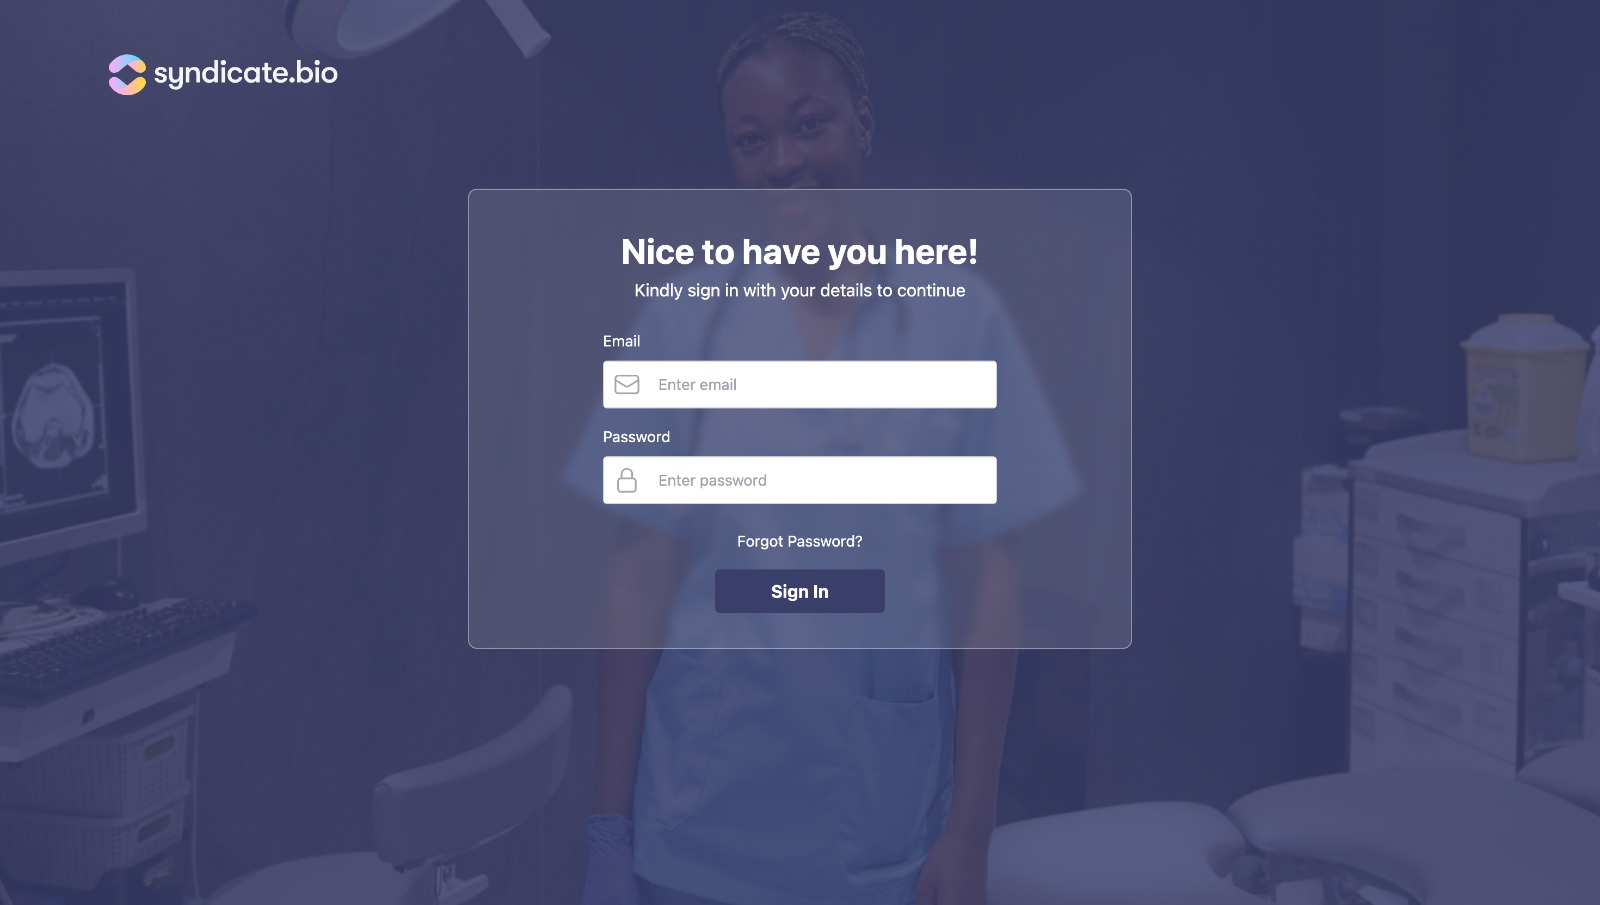 syndicate.bio
Nice to have you here!
Kindly sign in with your details to continue
Email
Enter email
Password
Enter password
Forgot Password?
Sign In